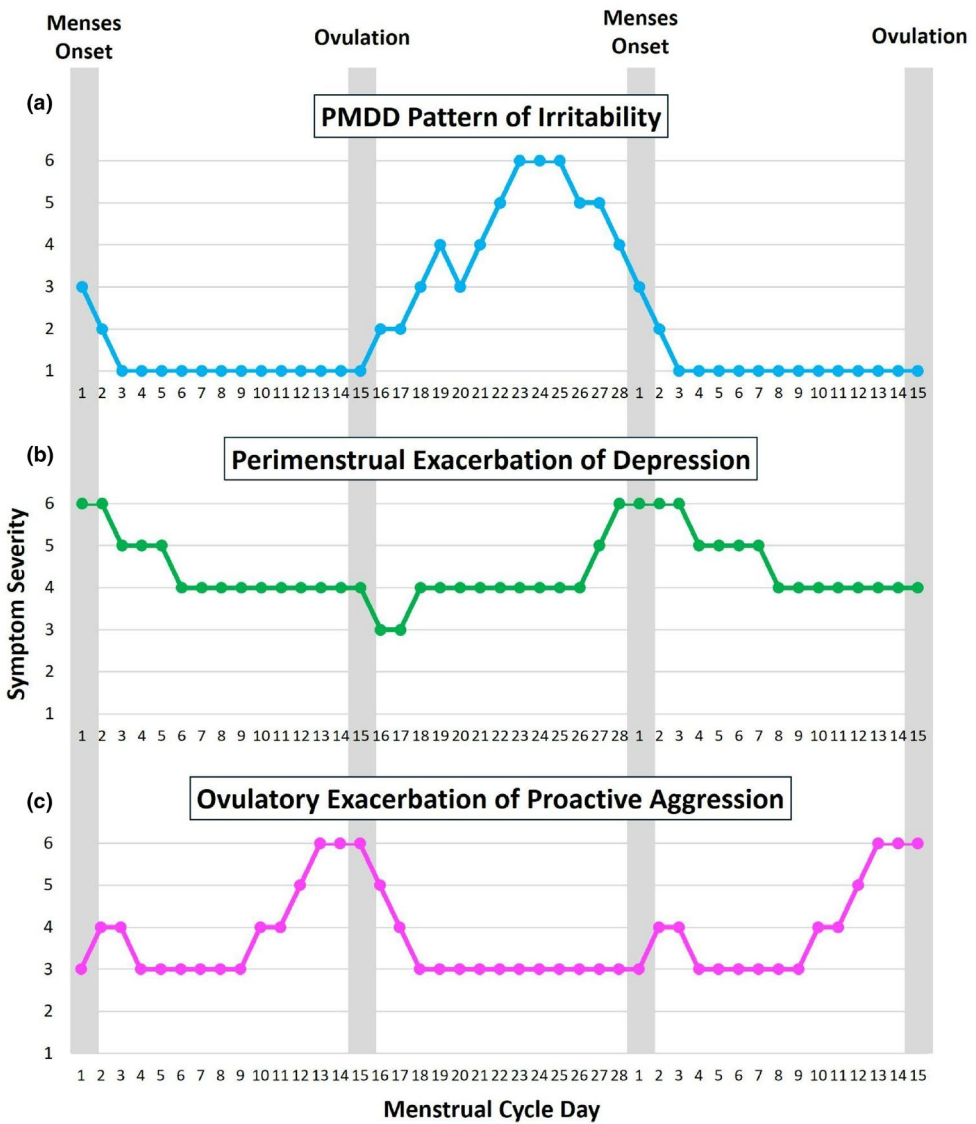 Menses
Onset
Ovulation
Menses
Onset
Ovulation
(a)
PMDD Pattern of Irritability
6
5
4
3
2
1
1 2 3 4 5 6 7 8 9 10 11 12 13 14 15 16 17 18 19 20 21 22 23 24 25 26 27 28 1 2 3 4 5 6 7 8 9 10 11 12 13 14 15
(b)
Perimenstrual Exacerbation of Depression
Symptom Severity
6
5
4
3
2
1
1 2 3 4 5 6 7 8 9 10 11 12 13 14 15 16 17 18 19 20 21 22 23 24 25 26 27 28 1 2 3 4 5 6 7 8 9 10 11 12 13 14 15
(c)
Ovulatory Exacerbation of Proactive Aggression
6
5
4
3
2
1
1 2 3 4 5 6 7 8 9 10 11 12 13 14 15 16 17 18 19 20 21 22 23 24 25 26 27 28 1 2 3 4 5 6 7 8 9 10 11 12 13 14 15
Menstrual Cycle Day